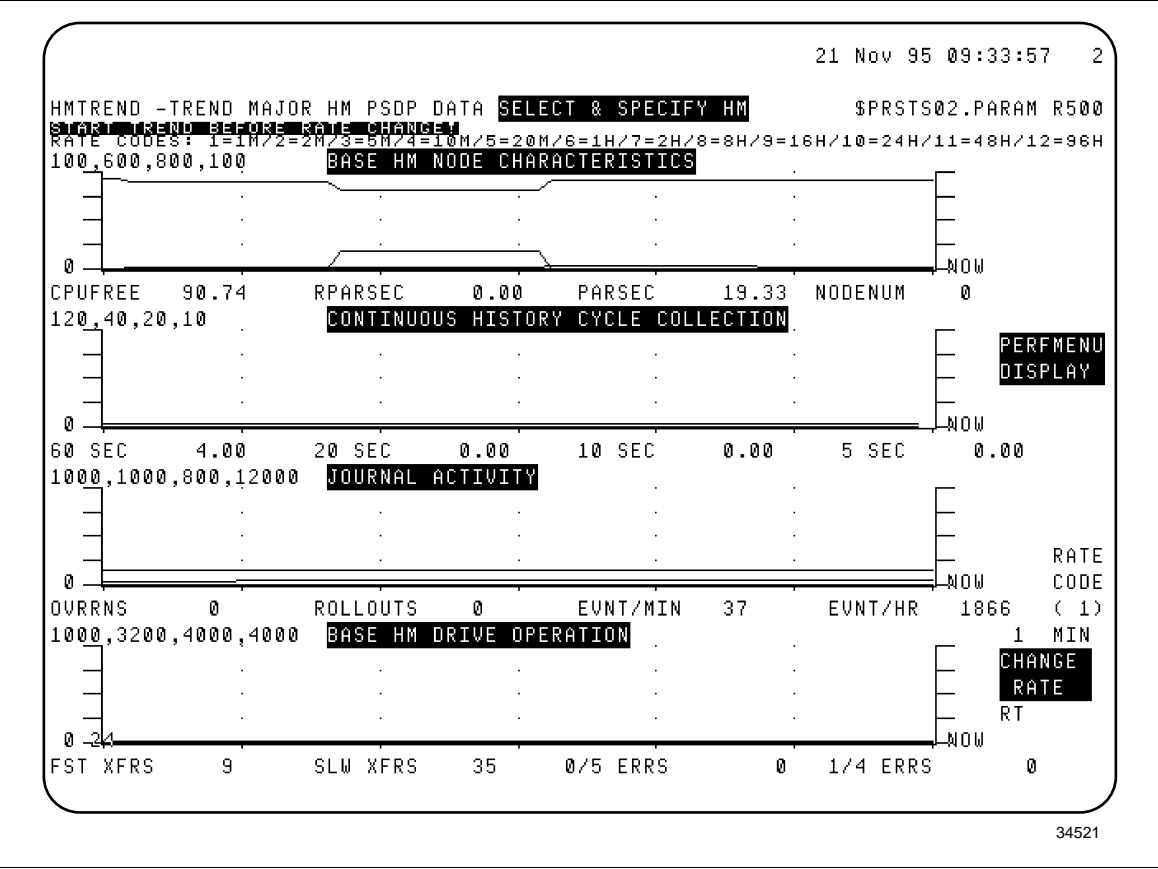 21 Nov 95 09:33:57 2
HMTREND -TREND MAJOR HM PSDP DATA SELECT & SPECIFY HM $PRSTS02.PARAM R500
START TREND BEFORE RATE CHANGE!
RATE CODES: 1=1M/2=2M/3=5M/4=10M/5=20M/6=1H/7=2H/8=8H/9=16H/10=24H/11=48H/12=96H
100,600,800,100 BASE HM NODE CHARACTERISTICS
0 NOW
CPUFREE 90.74 RPARSEC 0.00 PARSEC 19.33 NODENUM 0
120,40,20,10 CONTINUOUS HISTORY CYCLE COLLECTION
PERFMENU
DISPLAY
0 NOW
60 SEC 4.00 20 SEC 0.00 10 SEC 0.00 5 SEC 0.00
1000,1000,800,12000 JOURNAL ACTIVITY
RATE
0 NOW CODE
OVRRNS 0 ROLLOUTS 0 EVNT/MIN 37 EVNT/HR 1866 ( 1)
1000,3200,4000,4000 BASE HM DRIVE OPERATION 1 MIN
CHANGE
RATE
RT
0 -24 NOW
FST XFRS 9 SLW XFRS 35 0/5 ERRS 0 1/4 ERRS 0
34521